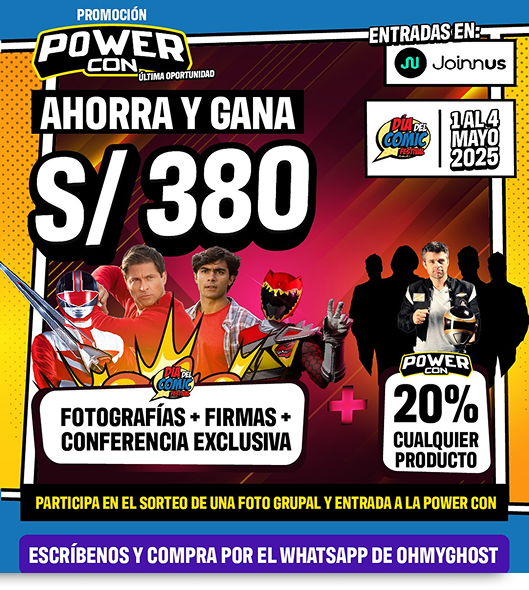 PROMOCIÓN
POWER
CON
ÚLTIMA OPORTUNIDAD
ENTRADAS EN:
Joinnus
AHORRA Y GANA
S/ 380
DÍA DEL
CÓMIC
FESTIVAL
1 AL 4
MAYO
2025
DÍA DEL
CÓMIC
FESTIVAL
FOTOGRAFÍAS + FIRMAS +
CONFERENCIA EXCLUSIVA
+
POWER
CON
20%
CUALQUIER
PRODUCTO
PARTICIPA EN EL SORTEO DE UNA FOTO GRUPAL Y ENTRADA A LA POWER CON
ESCRÍBENOS Y COMPRA POR EL WHATSAPP DE OHMYGHOST